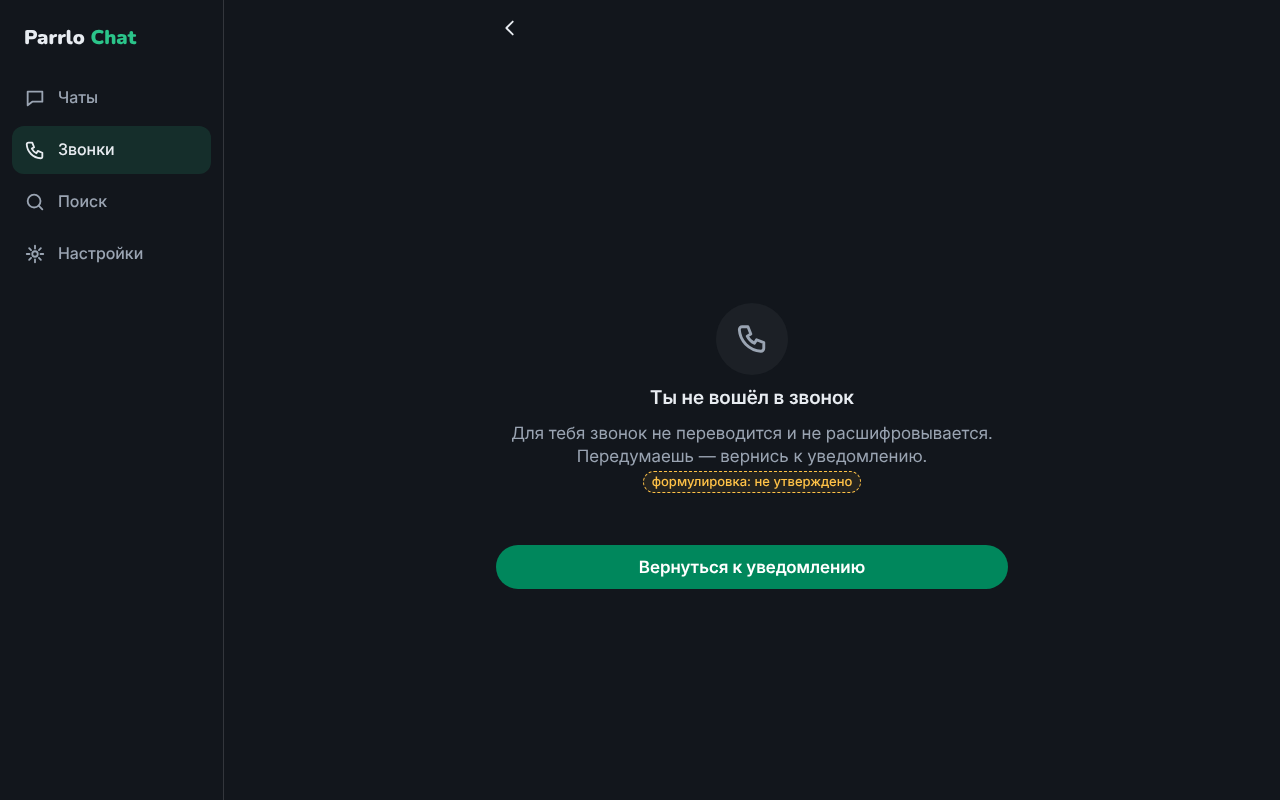 Parrlo Chat
Чаты
Звонки
Поиск
Настройки
Ты не вошёл в звонок
Для тебя звонок не переводится и не расшифровывается.
Передумаешь — вернись к уведомлению.
формулировка: не утверждено
Вернуться к уведомлению